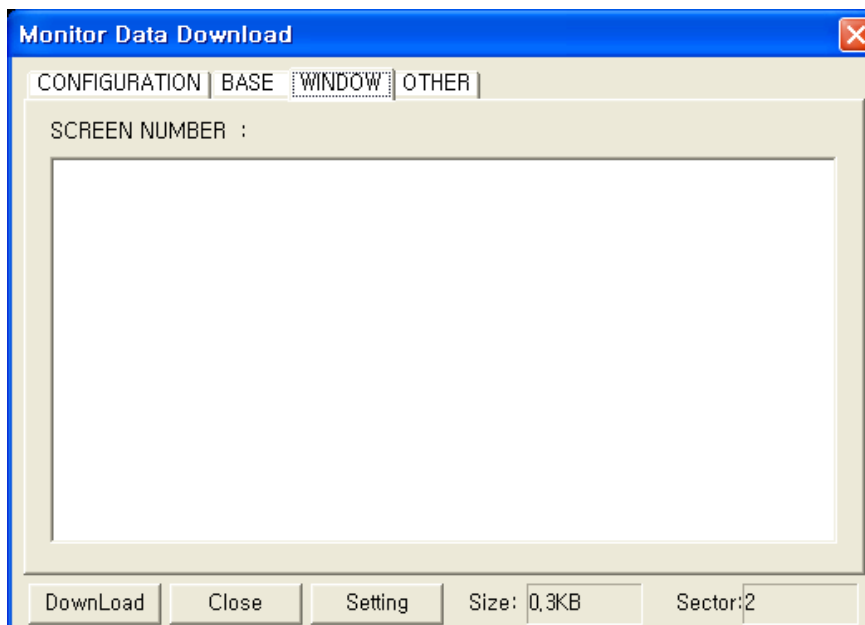 Monitor Data Download
CONFIGURATION BASE WINDOW OTHER
SCREEN NUMBER :
DownLoad Close Setting Size: 0,3KB Sector:2